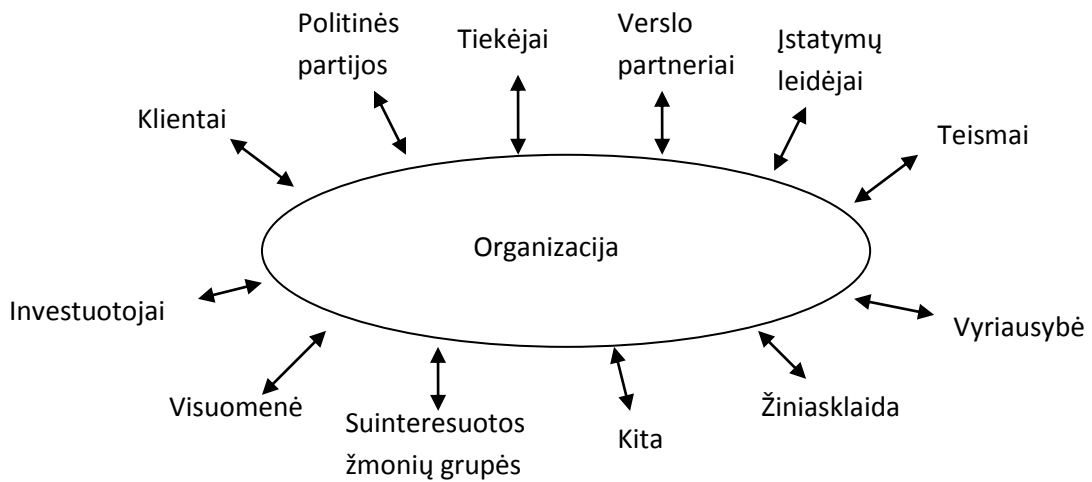 Politinės
partijos
Tiekėjai
Verslo
partneriai
Įstatymų
leidėjai
Klientai
Teismai
Organizacija
Investuotojai
Vyriausybė
Visuomenė
Suinteresuotos
žmonių grupės
Kita
Žiniasklaida